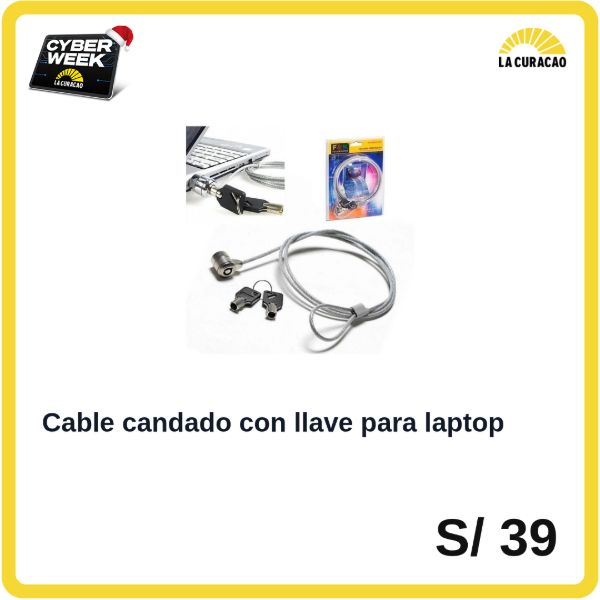 CYBER
WEEK
LA CURACAO
LA CURACAO
Cable candado con llave para laptop
S/ 39